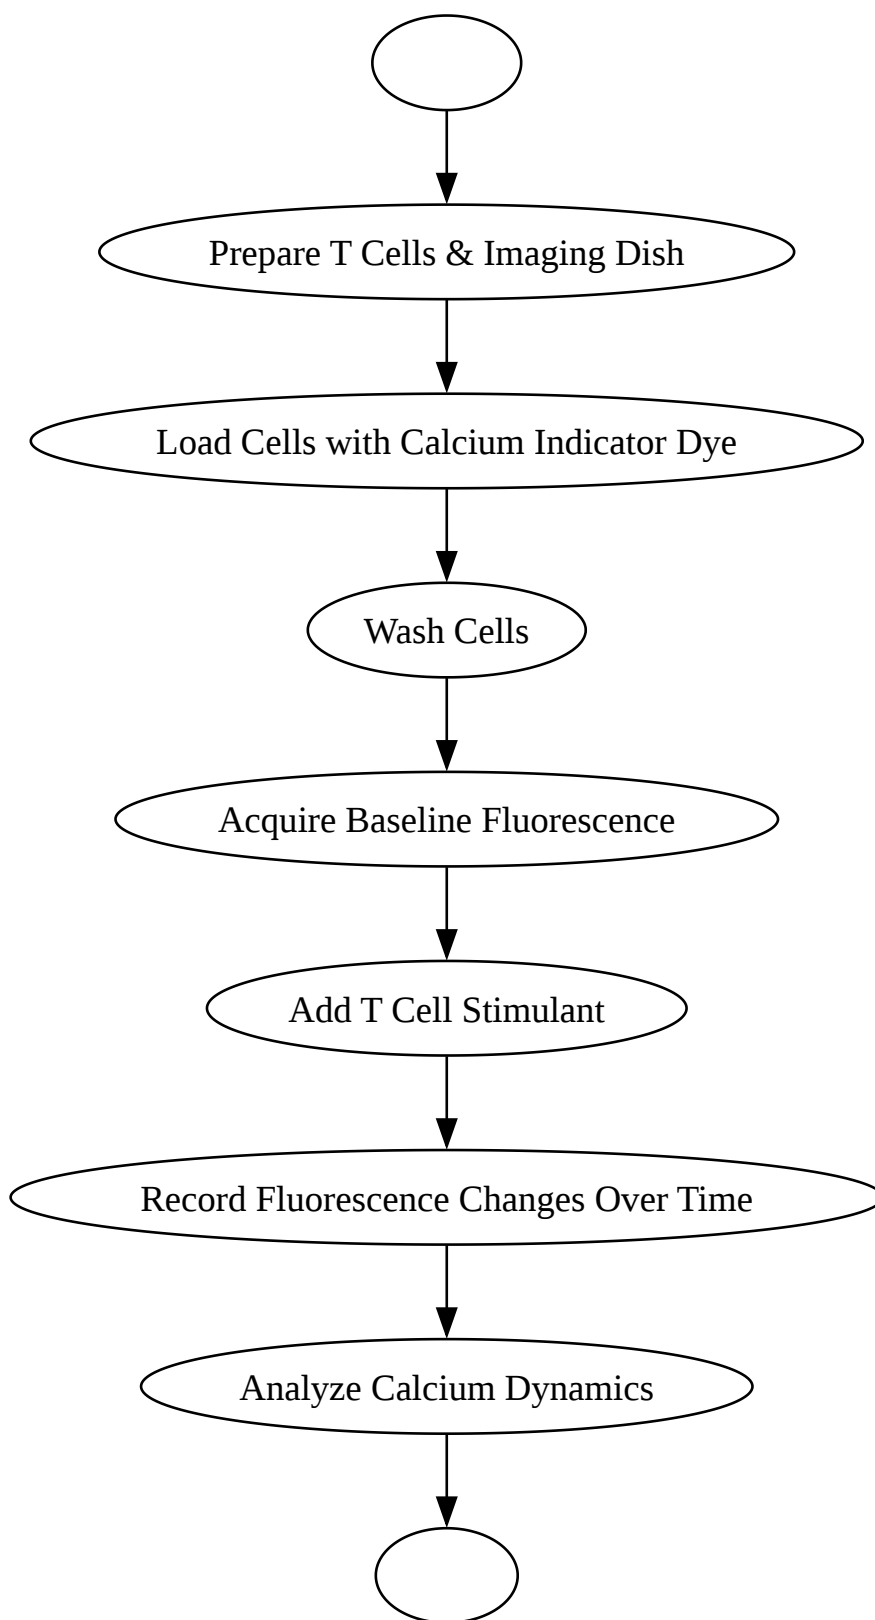 Prepare T Cells & Imaging Dish
Load Cells with Calcium Indicator Dye
Wash Cells
Acquire Baseline Fluorescence
Add T Cell Stimulant
Record Fluorescence Changes Over Time
Analyze Calcium Dynamics